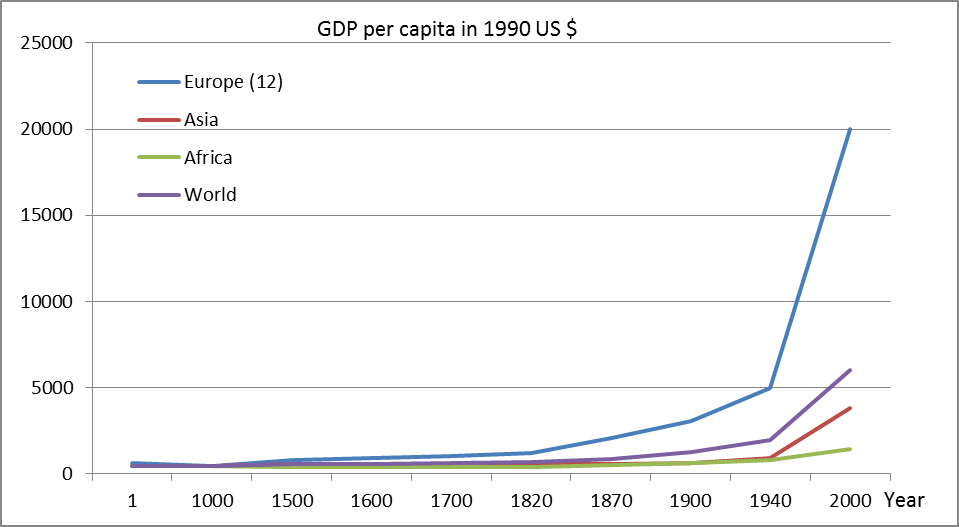 GDP per capita in 1990 US $
25000
20000
15000
10000
5000
0
Europe (12)
Asia
Africa
World
1 1000 1500 1600 1700 1820 1870 1900 1940 2000 Year